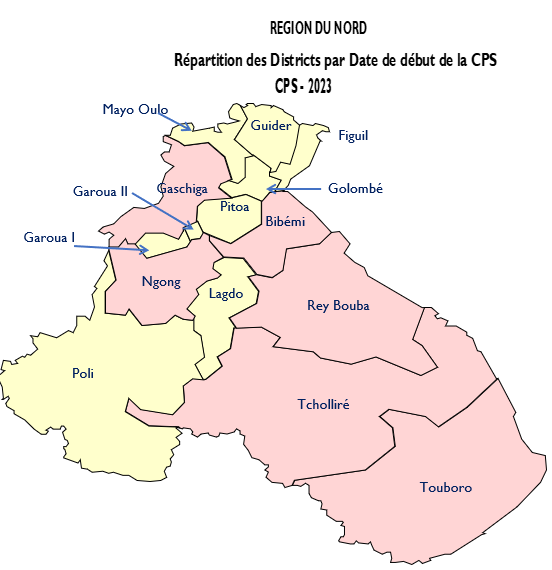 REGION DU NORD
Répartition des Districts par Date de début de la CPS
CPS - 2023
Mayo Oulo
Guider
Figuil
Gaschiga
Golombé
Garoua II
Pitoa
Bibémi
Garoua I
Ngong
Lagdo
Rey Bouba
Poli
Tcholliré
Touboro